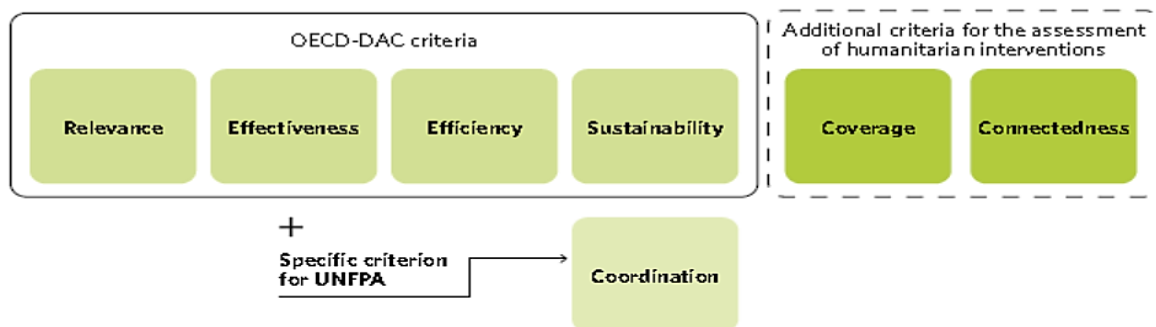 OECD-DAC criteria
Additional criteria for the assessment
of humanitarian interventions
Relevance
Effectiveness
Efficiency
Sustainability
Coverage
Connectedness
+
Specific criterion
for UNFPA
Coordination